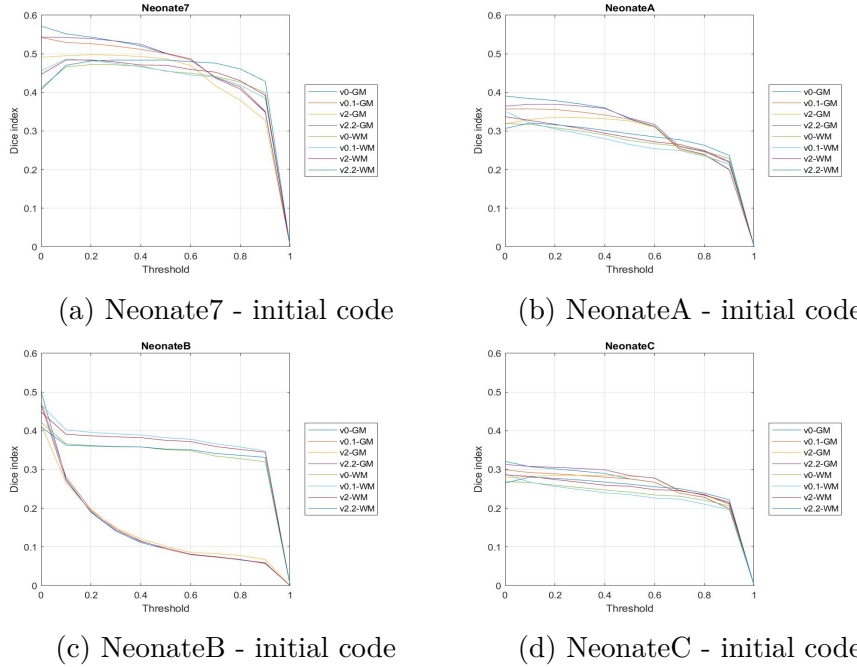 Neonate7
Dice index
0.6
0.5
0.4
0.3
0.2
0.1
0
0 0.2 0.4 0.6 0.8 1
Threshold
v0-GM
v0.1-GM
v2-GM
v2.2-GM
v0-WM
v0.1-WM
v2-WM
v2.2-WM
(a) Neonate7 - initial code
NeonateA
Dice index
0.6
0.5
0.4
0.3
0.2
0.1
0
0 0.2 0.4 0.6 0.8 1
Threshold
v0-GM
v0.1-GM
v2-GM
v2.2-GM
v0-WM
v0.1-WM
v2-WM
v2.2-WM
(b) NeonateA - initial code
NeonateB
Dice index
0.6
0.5
0.4
0.3
0.2
0.1
0
0 0.2 0.4 0.6 0.8 1
Threshold
v0-GM
v0.1-GM
v2-GM
v2.2-GM
v0-WM
v0.1-WM
v2-WM
v2.2-WM
(c) NeonateB - initial code
NeonateC
Dice index
0.6
0.5
0.4
0.3
0.2
0.1
0
0 0.2 0.4 0.6 0.8 1
Threshold
v0-GM
v0.1-GM
v2-GM
v2.2-GM
v0-WM
v0.1-WM
v2-WM
v2.2-WM
(d) NeonateC - initial code